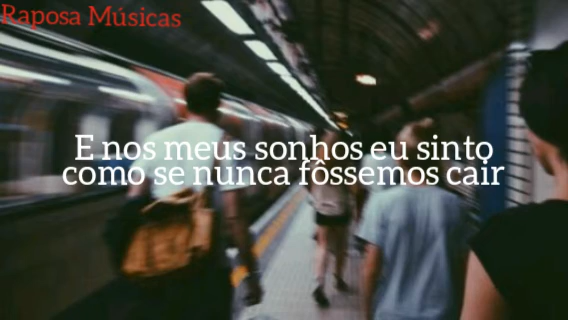 Raposa Músicas
E nos meus sonhos eu sinto
como se nunca fôssemos cair